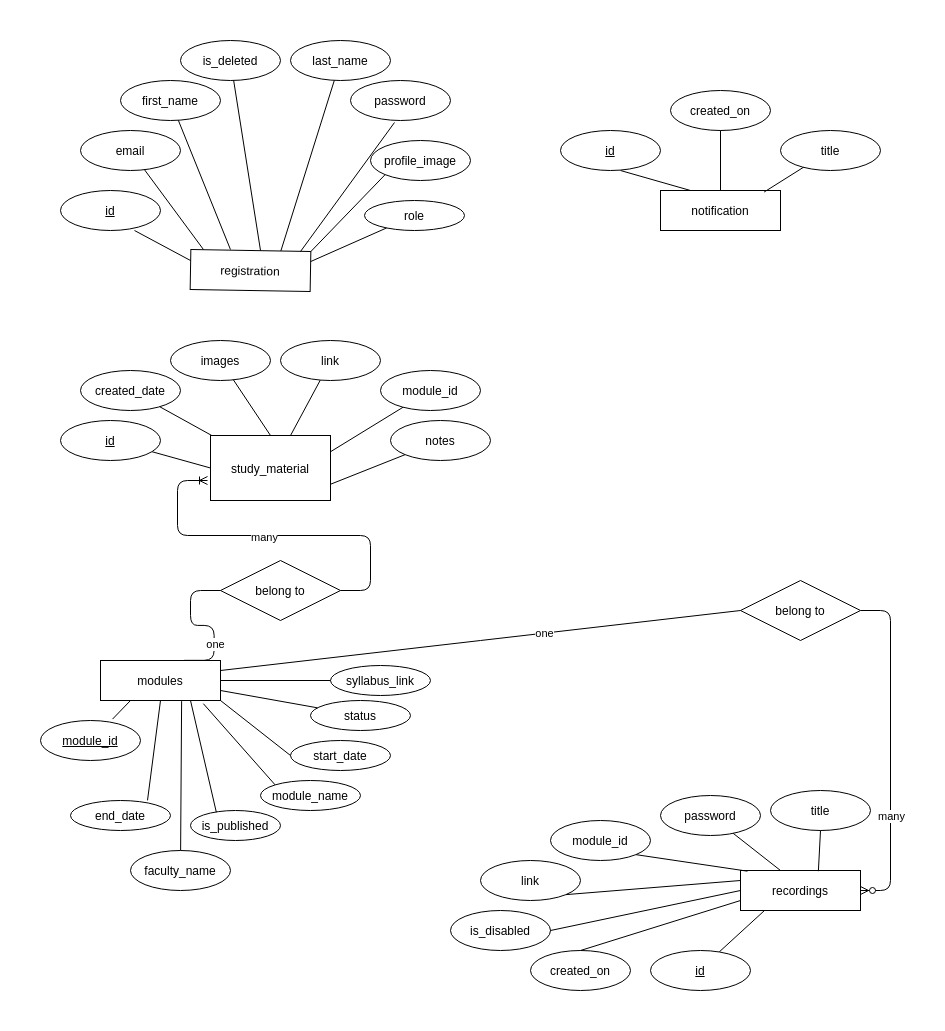 is_deleted
last_name
first_name
password
email
profile_image
id
role
registration
created_on
id
title
notification
images
link
created_date
module_id
id
notes
study_material
many
belong to
one
belong to
one
modules
syllabus_link
status
module_id
start_date
module_name
end_date
is_published
faculty_name
many
title
password
module_id
link
recordings
is_disabled
created_on
id